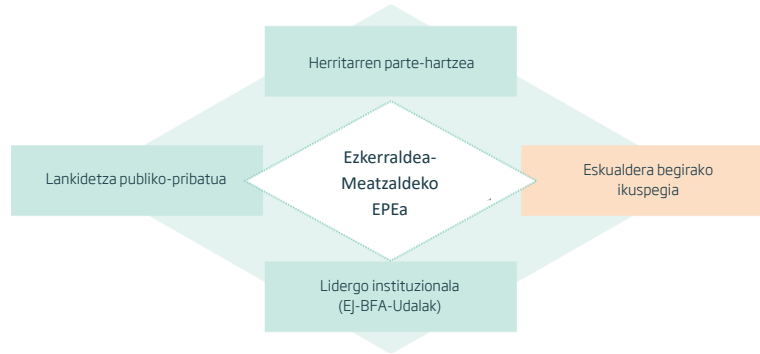 Herritarren parte-hartzea
Lankidetza publiko-pribatua
Ezkerraldea-
Meatzaldeko
EPEa
Eskualdera begirako
ikuspegia
Lidergo instituzionala
(EJ-BFA-Udalak)